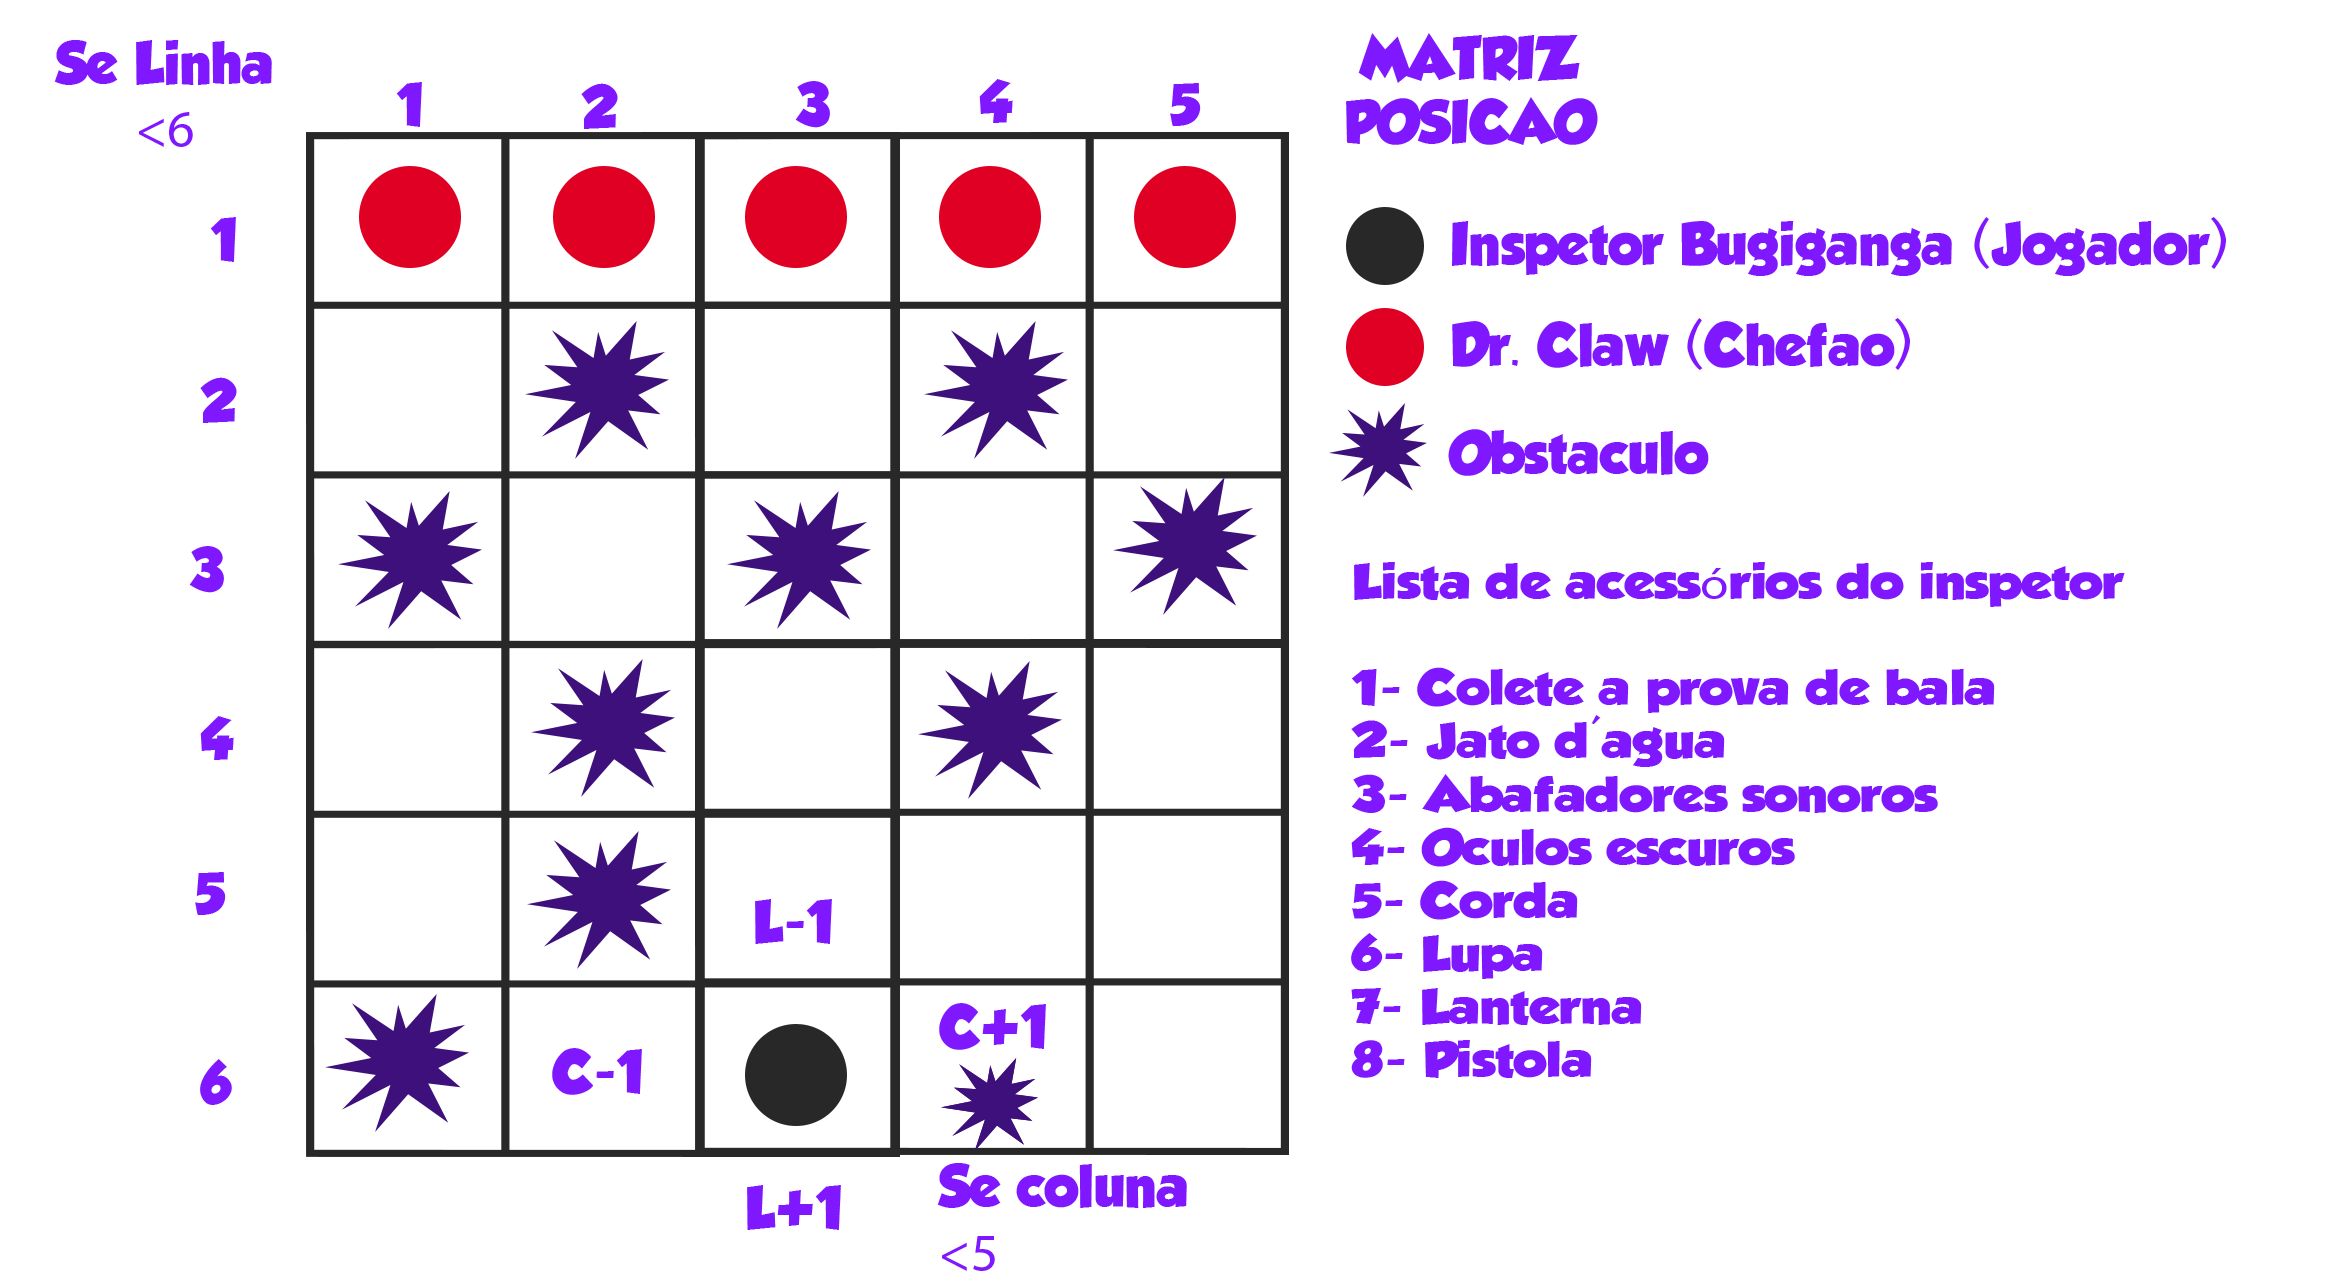 Se Linha
<6
1 2 3 4 5
1
2
3
4
5
6
L-1
C-1
C+1
L+1
Se coluna
<5
MATRIZ
POSICAO
Inspetor Bugiganga (Jogador)
Dr. Claw (Chefao)
Obstaculo
Lista de acessórios do inspetor
1- Colete a prova de bala
2- Jato d´agua
3- Abafadores sonoros
4- Oculos escuros
5- Corda
6- Lupa
7- Lanterna
8- Pistola